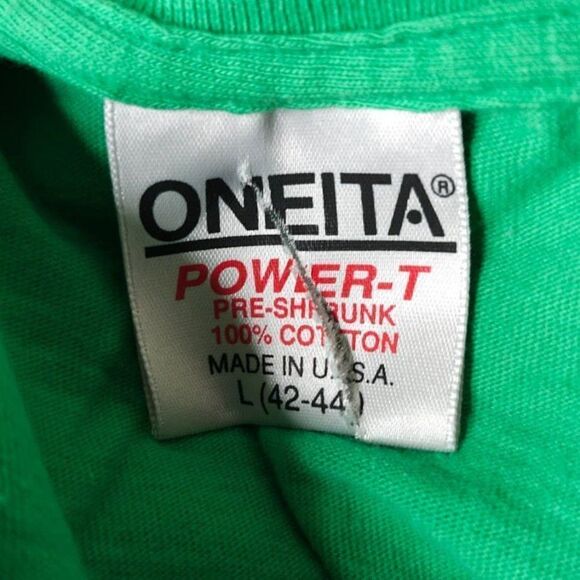 ONEITA®
POWER-T
PRE-SHRUNK
100% COTTON
MADE IN U.S.A.
L (42-44)